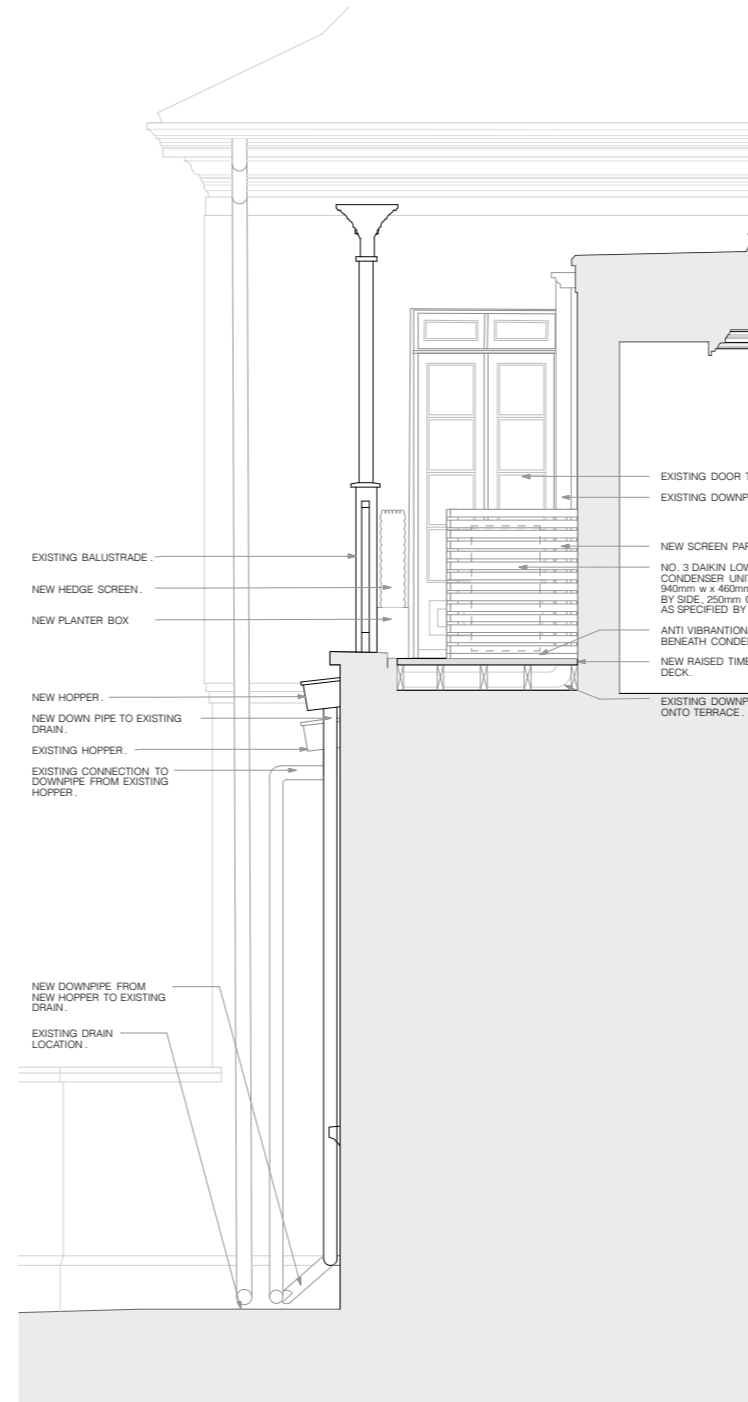 EXISTING BALUSTRADE.
NEW HEDGE SCREEN.
NEW PLANTER BOX
NEW HOPPER.
NEW DOWN PIPE TO EXISTING
DRAIN.
EXISTING HOPPER.
EXISTING CONNECTION TO
DOWNPIPE FROM EXISTING
HOPPER.
NEW DOWNPIPE FROM
NEW HOPPER TO EXISTING
DRAIN.
EXISTING DRAIN
LOCATION.
EXISTING DOOR
EXISTING
NEW SCREEN
NO. 3 DAIKIN
CONDENSER
940mm w x
BY SIDE, 250mm
AS SPECIFIED BY
ANTI VIBRANTION
BENEATH
NEW RAISED
DECK.
EXISTING
ONTO TERRACE.